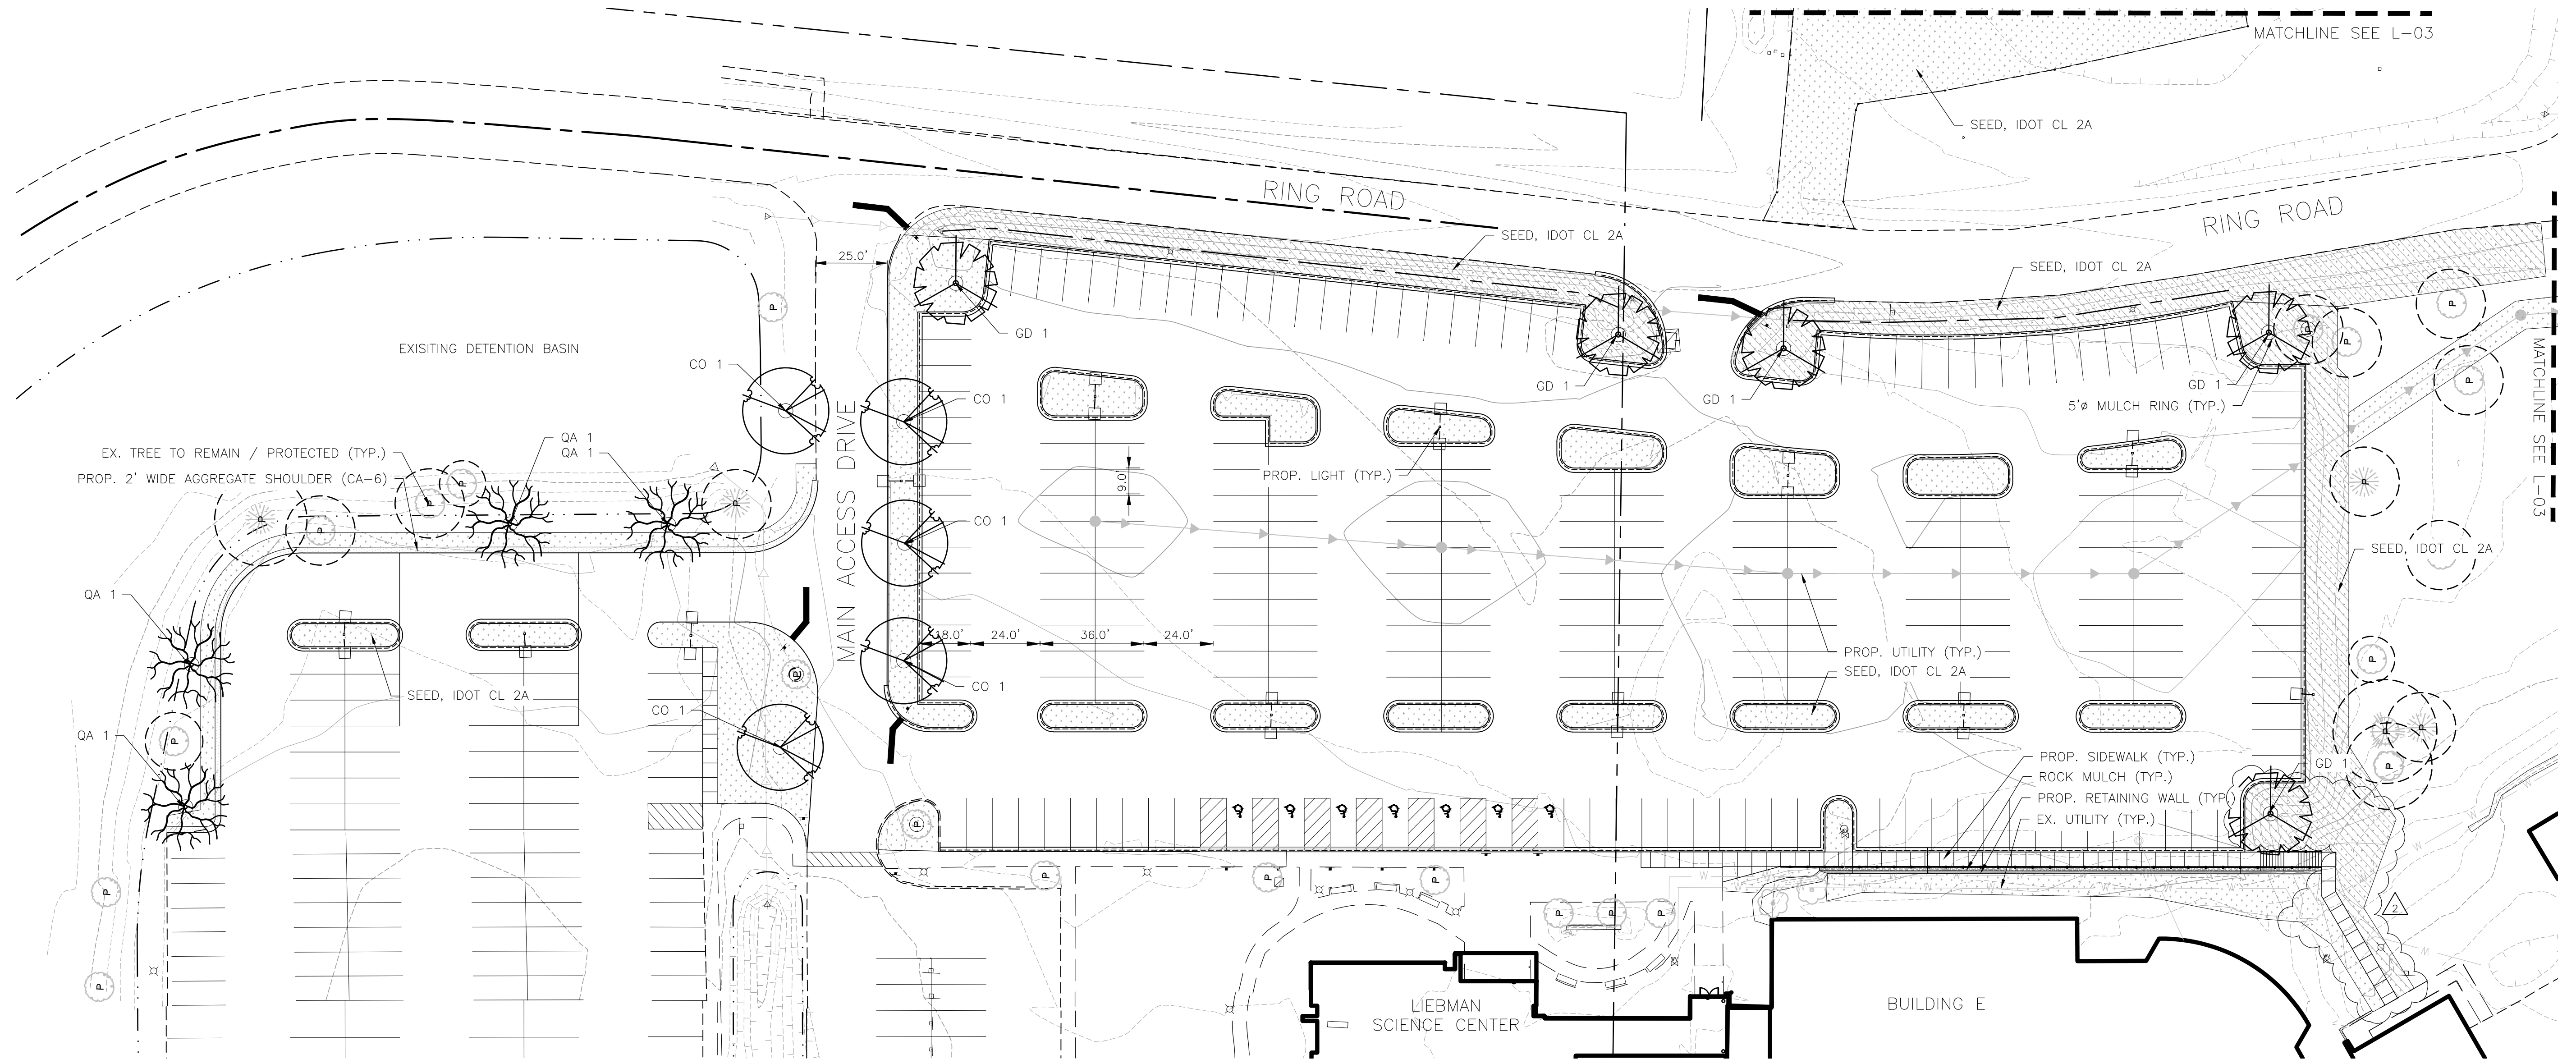 MATCHLINE SEE L-03
SEED, IDOT CL 2A
RING ROAD
RING ROAD
SEED, IDOT CL 2A
25.0'
SEED, IDOT CL 2A
P
P
P
P
P
GD 1
EXISITING DETENTION BASIN
CO 1
GD 1
GD 1
GD 1
5'ø MULCH RING (TYP.)
MATCHLINE SEE L-03
P
CO 1
MAIN ACCESS DRIVE
QA 1
QA 1
EX. TREE TO REMAIN / PROTECTED (TYP.)
PROP. 2' WIDE AGGREGATE SHOULDER (CA-6)
PROP. LIGHT (TYP.)
9.0'
P
P
P
P
P
P
CO 1
SEED, IDOT CL 2A
QA 1
18.0'
24.0'
36.0'
24.0'
PROP. UTILITY (TYP.)
SEED, IDOT CL 2A
P
P
SEED, IDOT CL 2A
CO 1
CO 1
QA 1
P
P
P
P
PROP. SIDEWALK (TYP.)
GD 1
ROCK MULCH (TYP.)
PROP. RETAINING WALL (TYP.)
EX. UTILITY (TYP.)
P
P
P
P
P
P
P
P
2
P
LIEBMAN
SCIENCE CENTER
BUILDING E